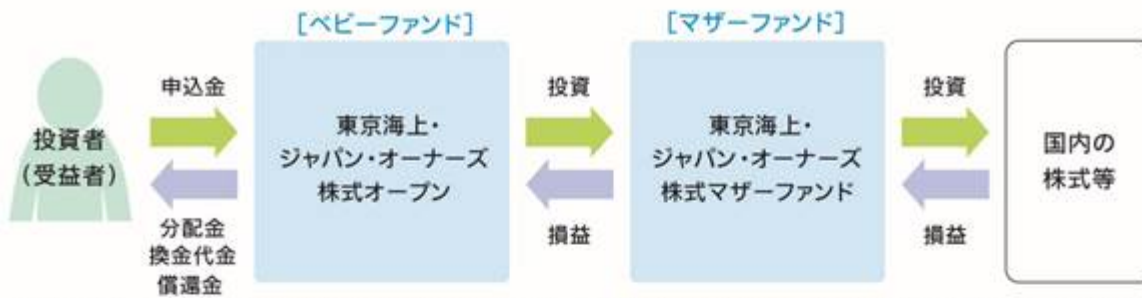 [ベビーファンド]
[マザーファンド]
投資者
(受益者)
申込金
分配金
換金代金
償還金
東京海上・
ジャパン・オーナーズ
株式オープン
投資
損益
東京海上・
ジャパン・オーナーズ
株式マザーファンド
投資
損益
国内の
株式等